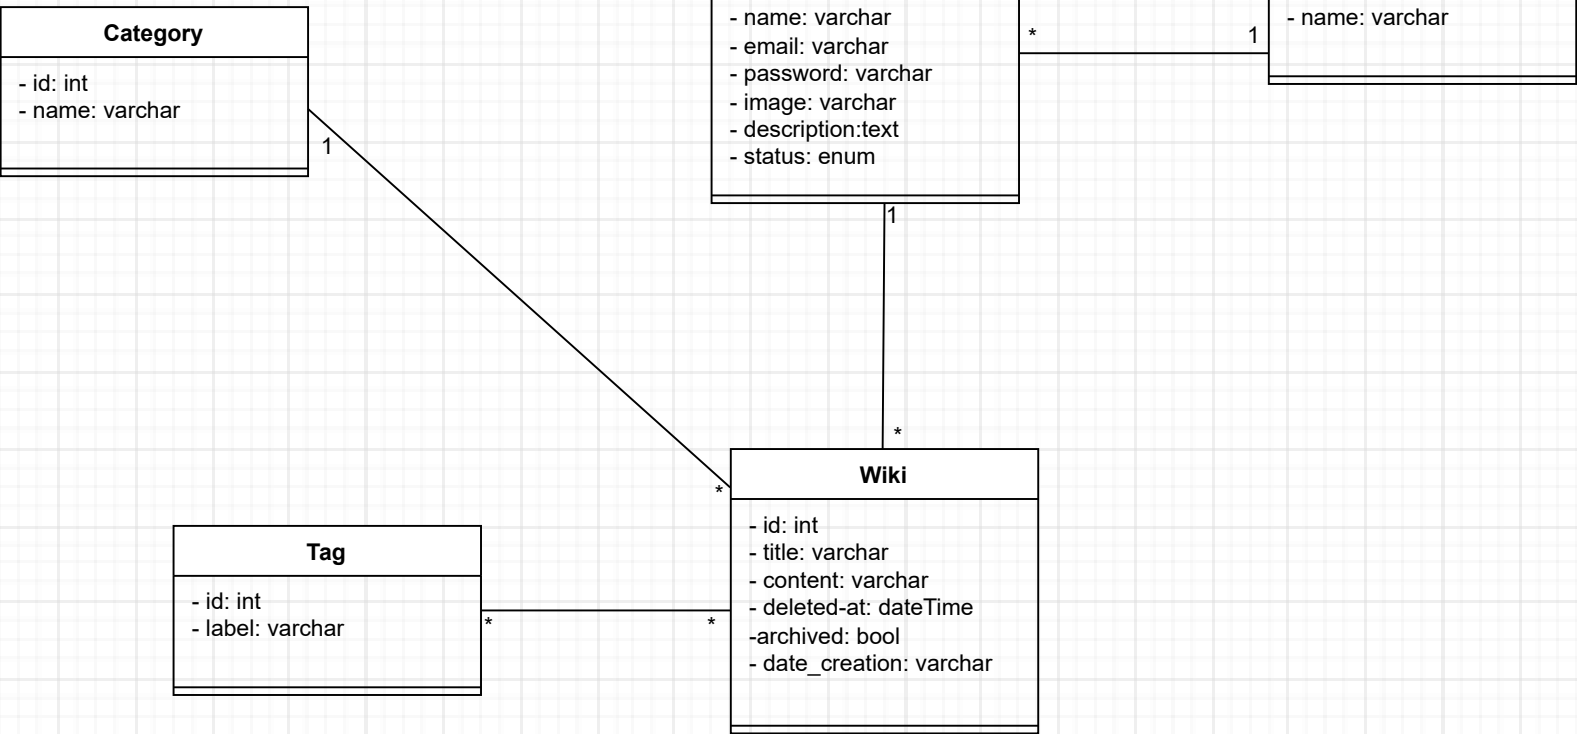 Category
- id: int
- name: varchar
1
- name: varchar
- email: varchar
- password: varchar
- image: varchar
- description:text
- status: enum
*
1
- name: varchar
1
*
*
Wiki
- id: int
- title: varchar
- content: varchar
- deleted-at: dateTime
-archived: bool
- date_creation: varchar
Tag
- id: int
- label: varchar
*
*